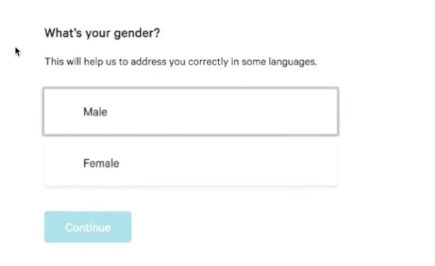 What's your gender?
This will help us to address you correctly in some languages.
Male
Female
Continue